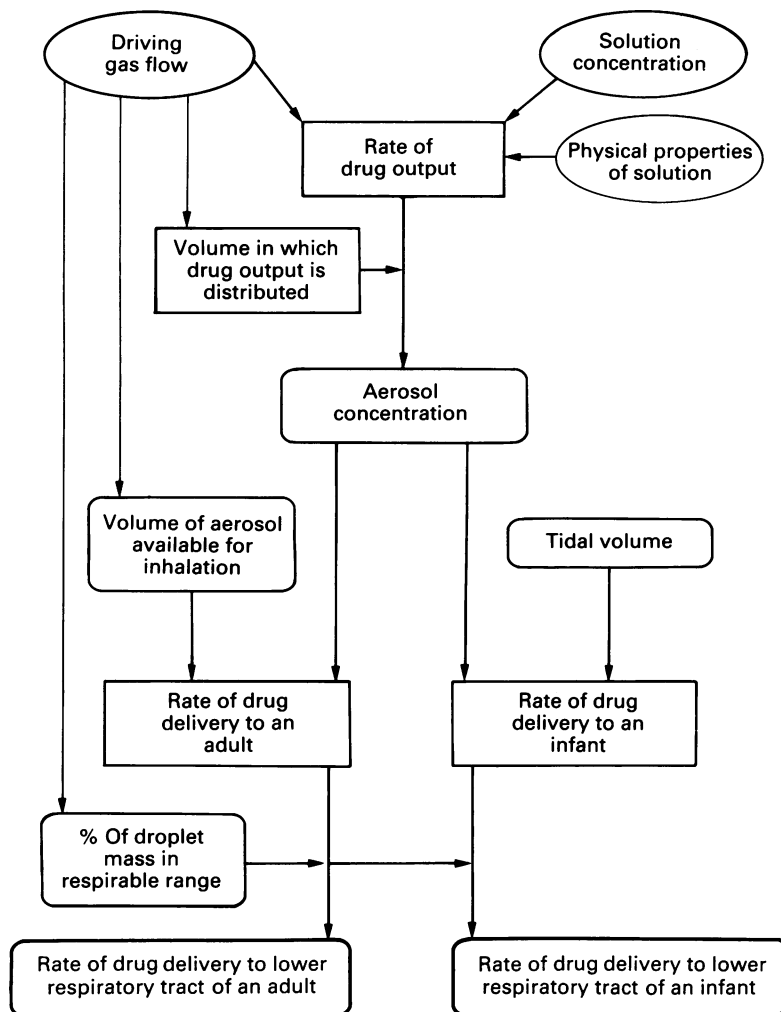 Driving
gas flow
Solution
concentration
Rate of
drug output
Physical properties
of solution
Volume in which
drug output is
distributed
Aerosol
concentration
Volume of aerosol
available for
inhalation
Tidal volume
Rate of drug
delivery to an
adult
Rate of drug
delivery to an
infant
% Of droplet
mass in
respirable range
Rate of drug delivery to lower
respiratory tract of an adult
Rate of drug delivery to lower
respiratory tract of an infant